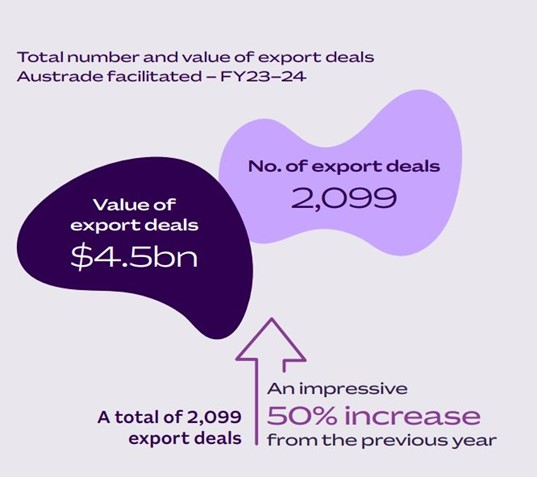 Total number and value of export deals
Austrade facilitated – FY23–24
No. of export deals
2,099
Value of
export deals
$4.5bn
A total of 2,099
export deals
An impressive
50% increase
from the previous year